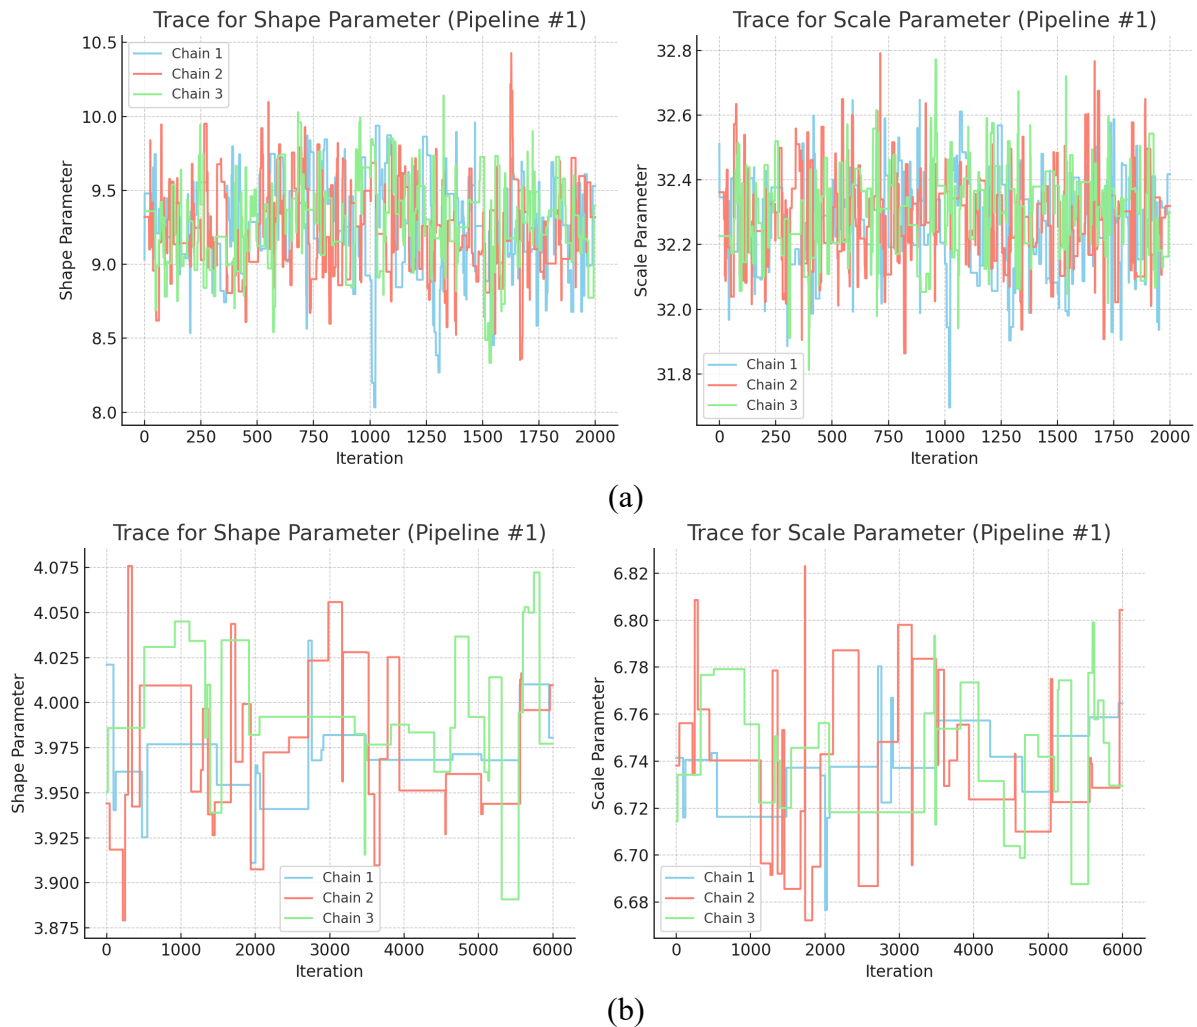 Trace for Shape Parameter (Pipeline #1)
Shape Parameter
10.5
10.0
9.5
9.0
8.5
8.0
Chain 1
Chain 2
Chain 3
0 250 500 750 1000 1250 1500 1750 2000
Iteration
Trace for Scale Parameter (Pipeline #1)
Scale Parameter
32.8
32.6
32.4
32.2
32.0
31.8
Chain 1
Chain 2
Chain 3
0 250 500 750 1000 1250 1500 1750 2000
Iteration
(a)
Trace for Shape Parameter (Pipeline #1)
Shape Parameter
4.075
4.050
4.025
4.000
3.975
3.950
3.925
3.900
3.875
Chain 1
Chain 2
Chain 3
0 1000 2000 3000 4000 5000 6000
Iteration
Trace for Scale Parameter (Pipeline #1)
Scale Parameter
6.82
6.80
6.78
6.76
6.74
6.72
6.70
6.68
Chain 1
Chain 2
Chain 3
0 1000 2000 3000 4000 5000 6000
Iteration
(b)